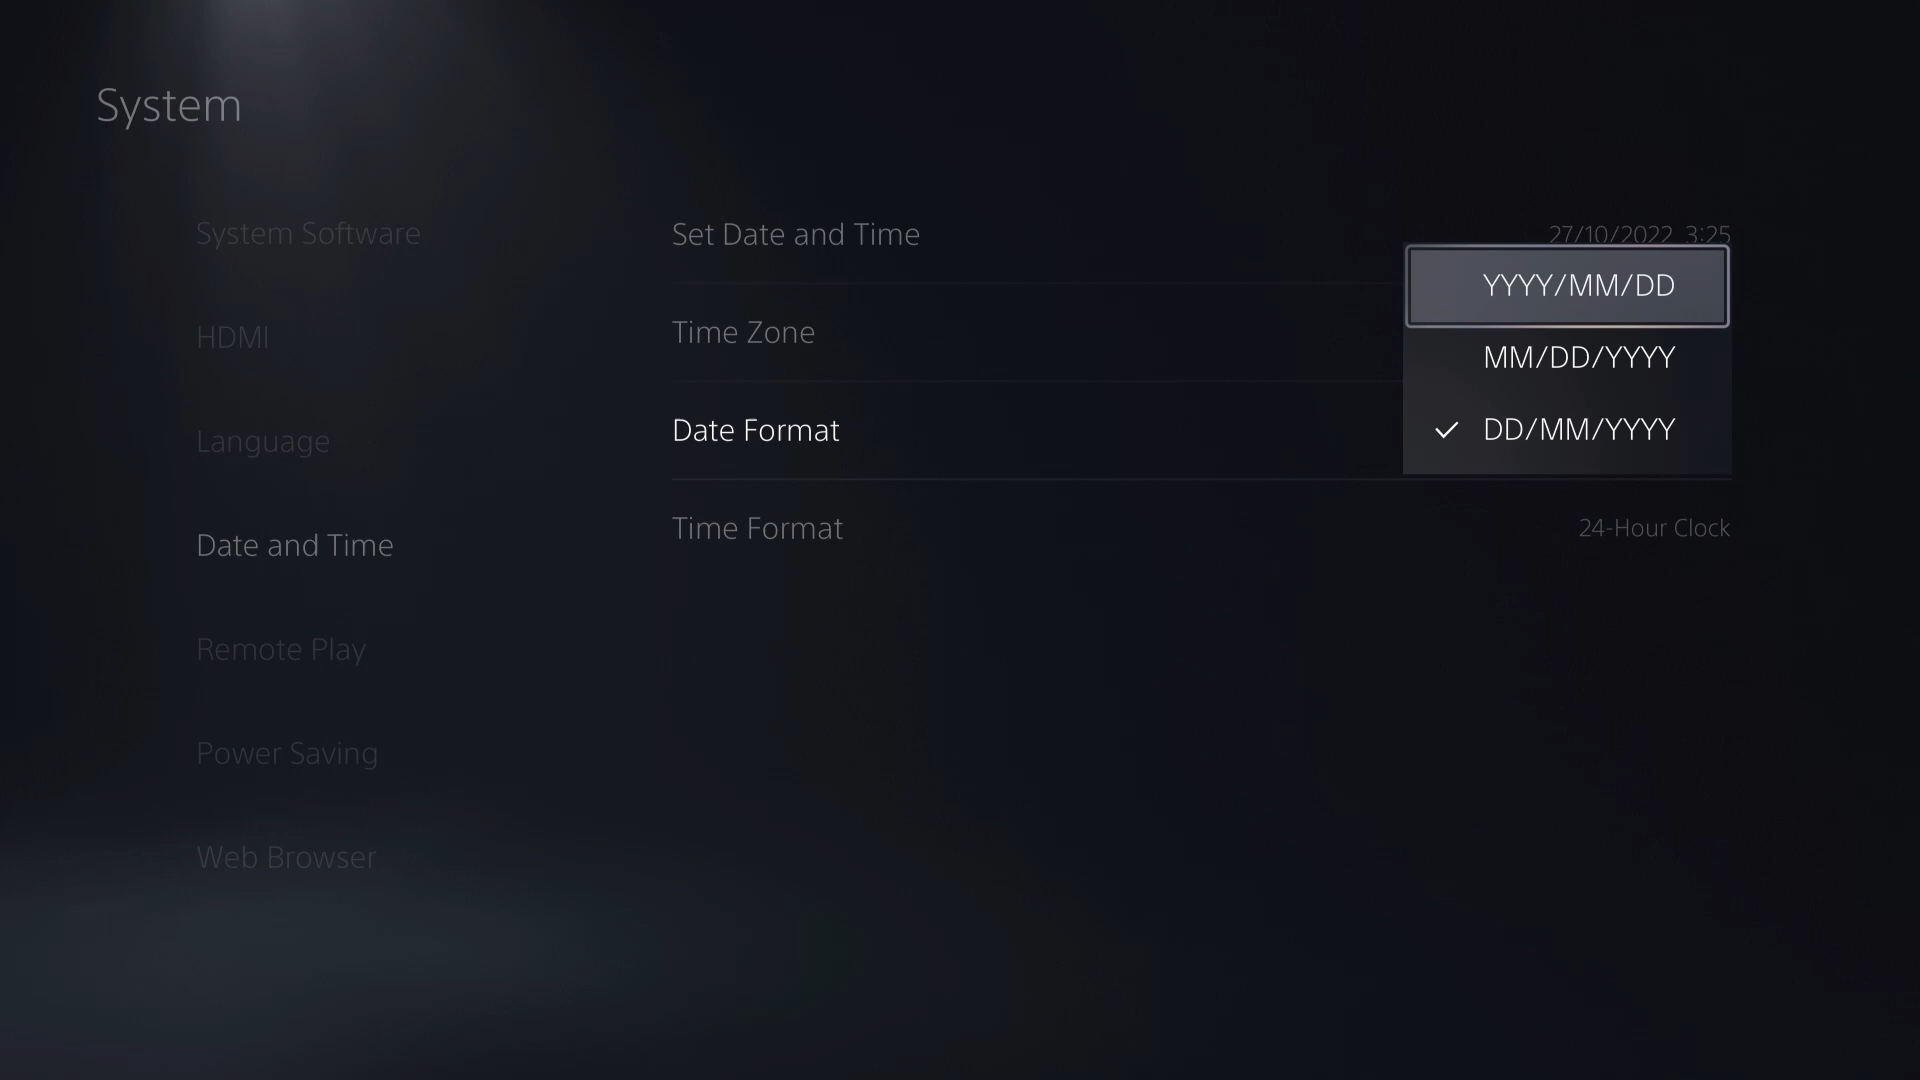 System
System Software
HDMI
Language
Date and Time
Remote Play
Power Saving
Web Browser
Set Date and Time 27/10/2022 3:25
Time Zone
Date Format
Time Format 24-Hour Clock
YYYY/MM/DD
MM/DD/YYYY
DD/MM/YYYY